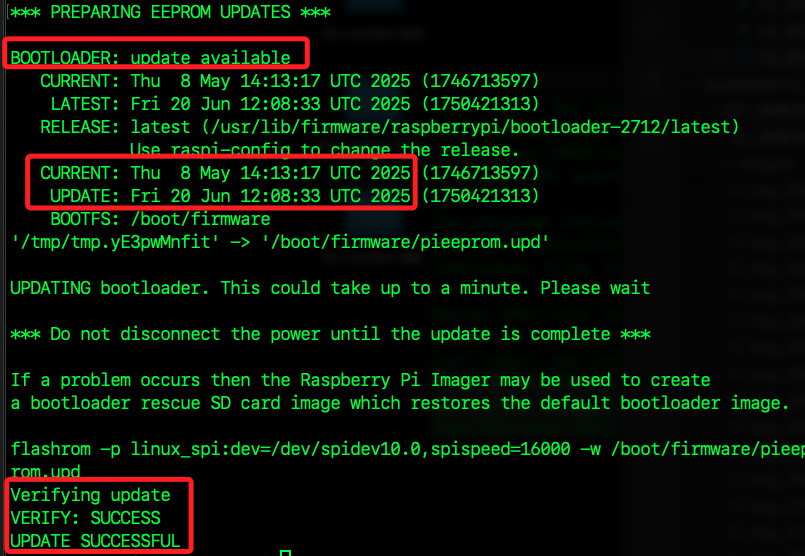 *** PREPARING EEPROM UPDATES ***
BOOTLOADER: update available
CURRENT: Thu  8 May 14:13:17 UTC 2025 (1746713597)
LATEST: Fri 20 Jun 12:08:33 UTC 2025 (1750421313)
RELEASE: latest (/usr/lib/firmware/raspberrypi/bootloader-2712/latest)
Use raspi-config to change the release.
CURRENT: Thu  8 May 14:13:17 UTC 2025 (1746713597)
UPDATE: Fri 20 Jun 12:08:33 UTC 2025 (1750421313)
BOOTFS: /boot/firmware
'/tmp/tmp.yE3pwMnfit' -> '/boot/firmware/pieeprom.upd'
UPDATING bootloader. This could take up to a minute. Please wait
*** Do not disconnect the power until the update is complete ***
If a problem occurs then the Raspberry Pi Imager may be used to create
a bootloader rescue SD card image which restores the default bootloader image.
flashrom -p linux_spi:dev=/dev/spidev10.0,spispeed=16000 -w /boot/firmware/pieep
rom.upd
Verifying update
VERIFY: SUCCESS
UPDATE SUCCESSFUL